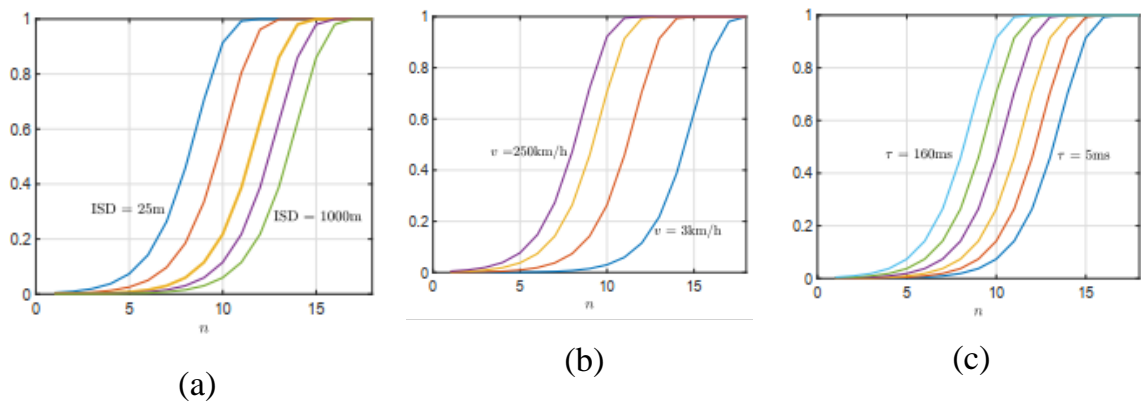 1
0.8
0.6
0.4
0.2
0
0 5 10 15
n
ISD = 25m
ISD = 1000m
(a)
1
0.8
0.6
0.4
0.2
0
0 5 10 15
n
v =250km/h
v = 3km/h
(b)
1
0.8
0.6
0.4
0.2
0
0 5 10 15
n
τ = 160ms
τ = 5ms
(c)